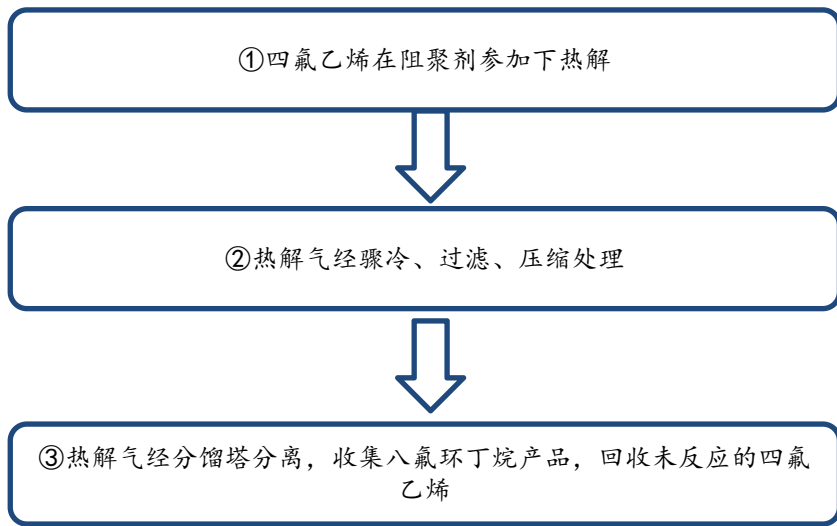 ①四氟乙烯在阻聚剂参加下热解
②热解气经骤冷、过滤、压缩处理
③热解气经分馏塔分离，收集八氟环丁烷产品，回收未反应的四氟
乙烯